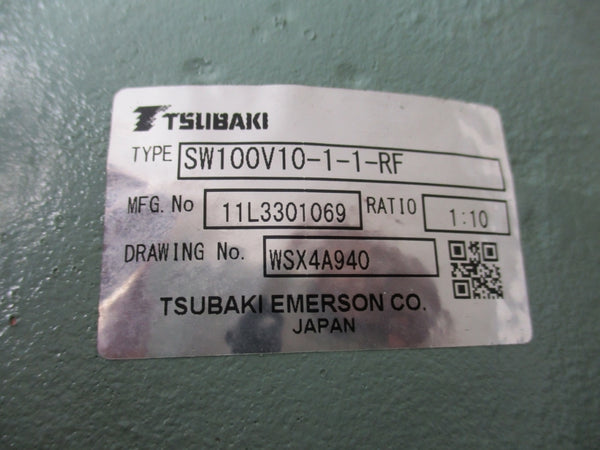 TSUBAKI
TYPE SW100V10-1-1-RF
MFG. No 11L3301069 RATIO 1:10
DRAWING No. WSX4A940
TSUBAKI EMERSON CO.
JAPAN